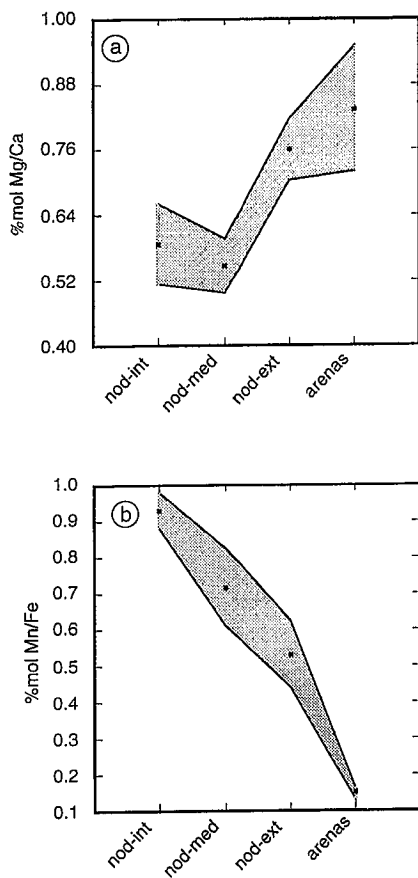 1.00
a
0.88
0.76
%mol Mg/Ca
0.64
0.52
0.40
nod-int
nod-med
nod-ext
arenas
1.0
b
0.9
0.8
0.7
%mol Mn/Fe
0.6
0.5
0.4
0.3
0.2
0.1
nod-int
nod-med
nod-ext
arenas